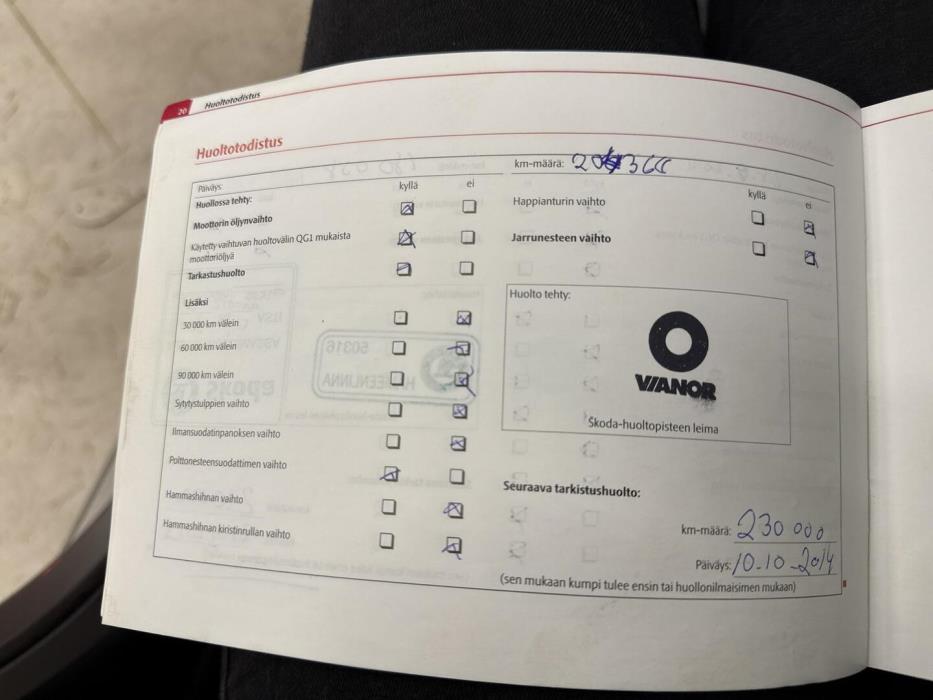 20
Huoltotodistus
Huoltotodistus
Päiväys:
km-määrä:
kyllä ei
Huollossa tehty:
Moottorin öljynvaihto
Käytetty vaihtuvan huoltovälin QG1 mukaista
moottoriöljyä
Tarkastushuolto
Lisäksi
30 000 km välein
60 000 km välein
90 000 km välein
Sytytystulppien vaihto
Ilmansuodatinpanoksen vaihto
Polttonesteensuodattimen vaihto
Hammashihnan vaihto
Hammashihnan kiristinrullan vaihto
kyllä ei
Happianturin vaihto
Jarrunesteen vaihto
Huolto tehty:
VIANOR
Škoda-huoltopisteen leima
Seuraava tarkistushuolto:
km-määrä: 230 000
Päiväys: 10-10-2014
(sen mukaan kumpi tulee ensin tai huollonilmaisimen mukaan)
50316